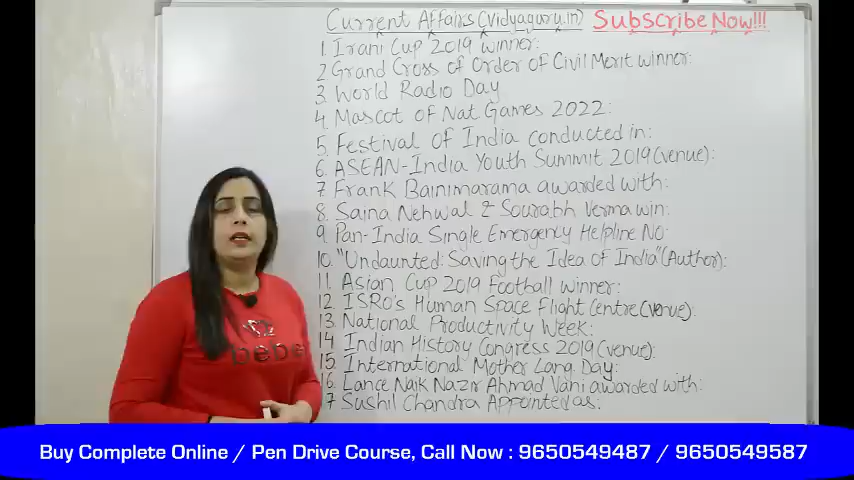 Current Affairs (Vidyaguru.in) Subscribe Now!!!
1. Irani Cup 2019 winner:
2 Grand Cross of Order of Civil Merit winner:
3. World Radio Day
4. Mascot of Nat Games 2022:
5. Festival of India conducted in:
6. ASEAN-India Youth Summit 2019 (venue):
7 Frank Bainimarama awarded with:
8. Saina Nehwal & Sourabh Verma win:
9. Pan-India Single Emergency Helpline No:
10. "Undaunted: Saving the Idea of India" (Author):
11. Asian Cup 2019 Football winner:
12 ISRO's Human Space Flight Centre (venue):
13 National Productivity Week:
14 Indian History Congress 2019 (venue):
15. International Mother Lang Day:
16. Lance Naik Nazir Ahmad Vani awarded with:
17 Sushil Chandra Appointed as:
bebe
Buy Complete Online / Pen Drive Course, Call Now : 9650549487 / 9650549587